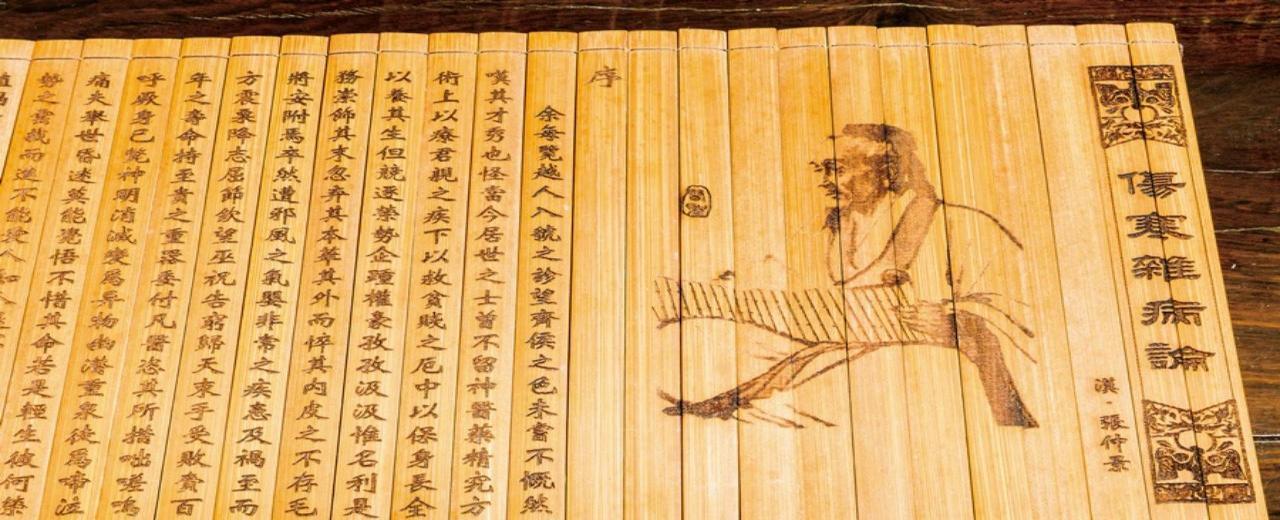 傷寒雜病論
漢·張仲景
序
余每覽越人入虢之診望齊侯之色未嘗不慨然
嘆其才秀也怪當今居世之士曾不留神醫藥精究方
術上以療君親之疾下以救貧賤之厄中以保身長全
以養其生但競逐榮勢企踵權豪孜孜汲汲惟名利是
務崇飾其末忽弃其本華其外而悴其內皮之不存毛
將安附焉卒然遭邪風之氣嬰非常之疾患及禍至而
方震栗降志屈節欽望巫祝告窮歸天束手受敗賫百
年之壽命持至貴之重器委付凡醫恣其所措咄嗟嗚
呼厥身已斃神明消滅變爲異物幽潛重泉徒爲啼泣
痛夫舉世昏迷莫能覺悟不惜其命若是輕生彼何榮
勢之雲哉而進不能愛人知